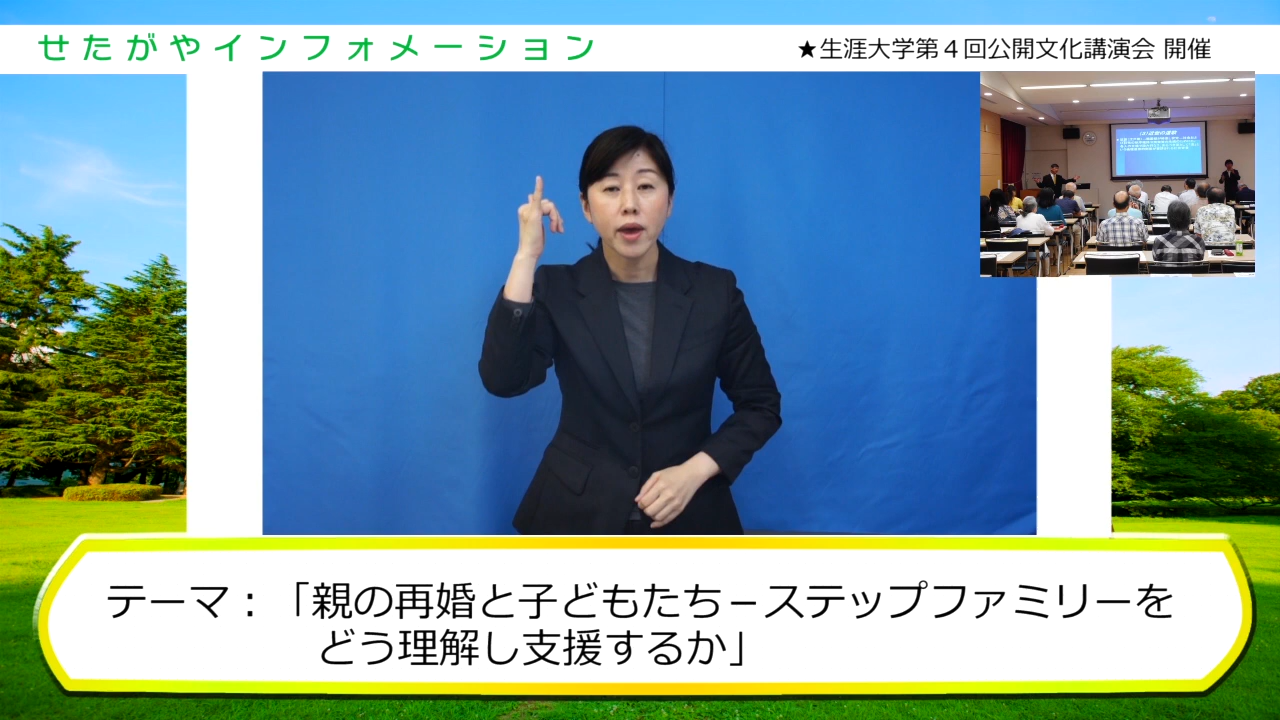 せたがやインフォメーション
★生涯大学第４回公開文化講演会 開催
テーマ：「親の再婚と子どもたち－ステップファミリーを
どう理解し支援するか」